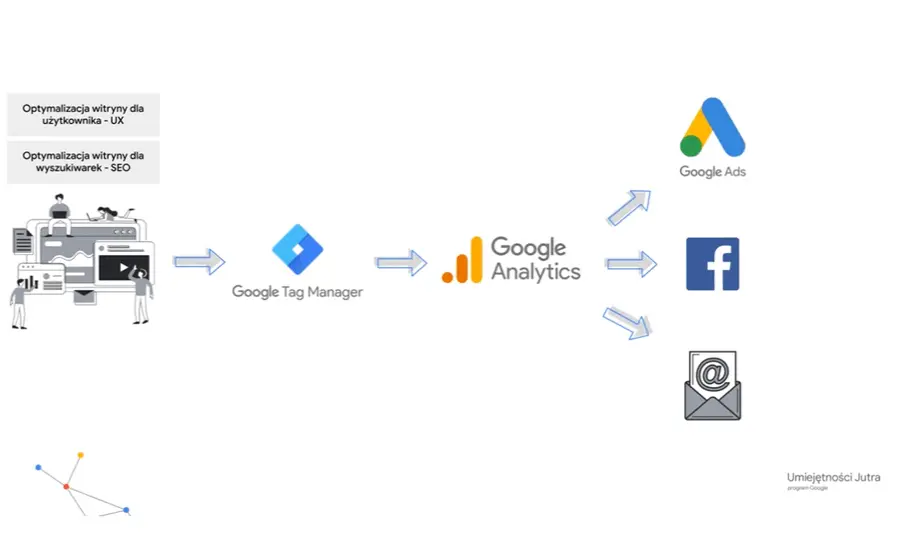 Optymalizacja witryny dla
użytkownika - UX
Optymalizacja witryny dla
wyszukiwarek - SEO
Google Tag Manager
Google
Analytics
Google Ads
Umiejętności Jutra
program Google